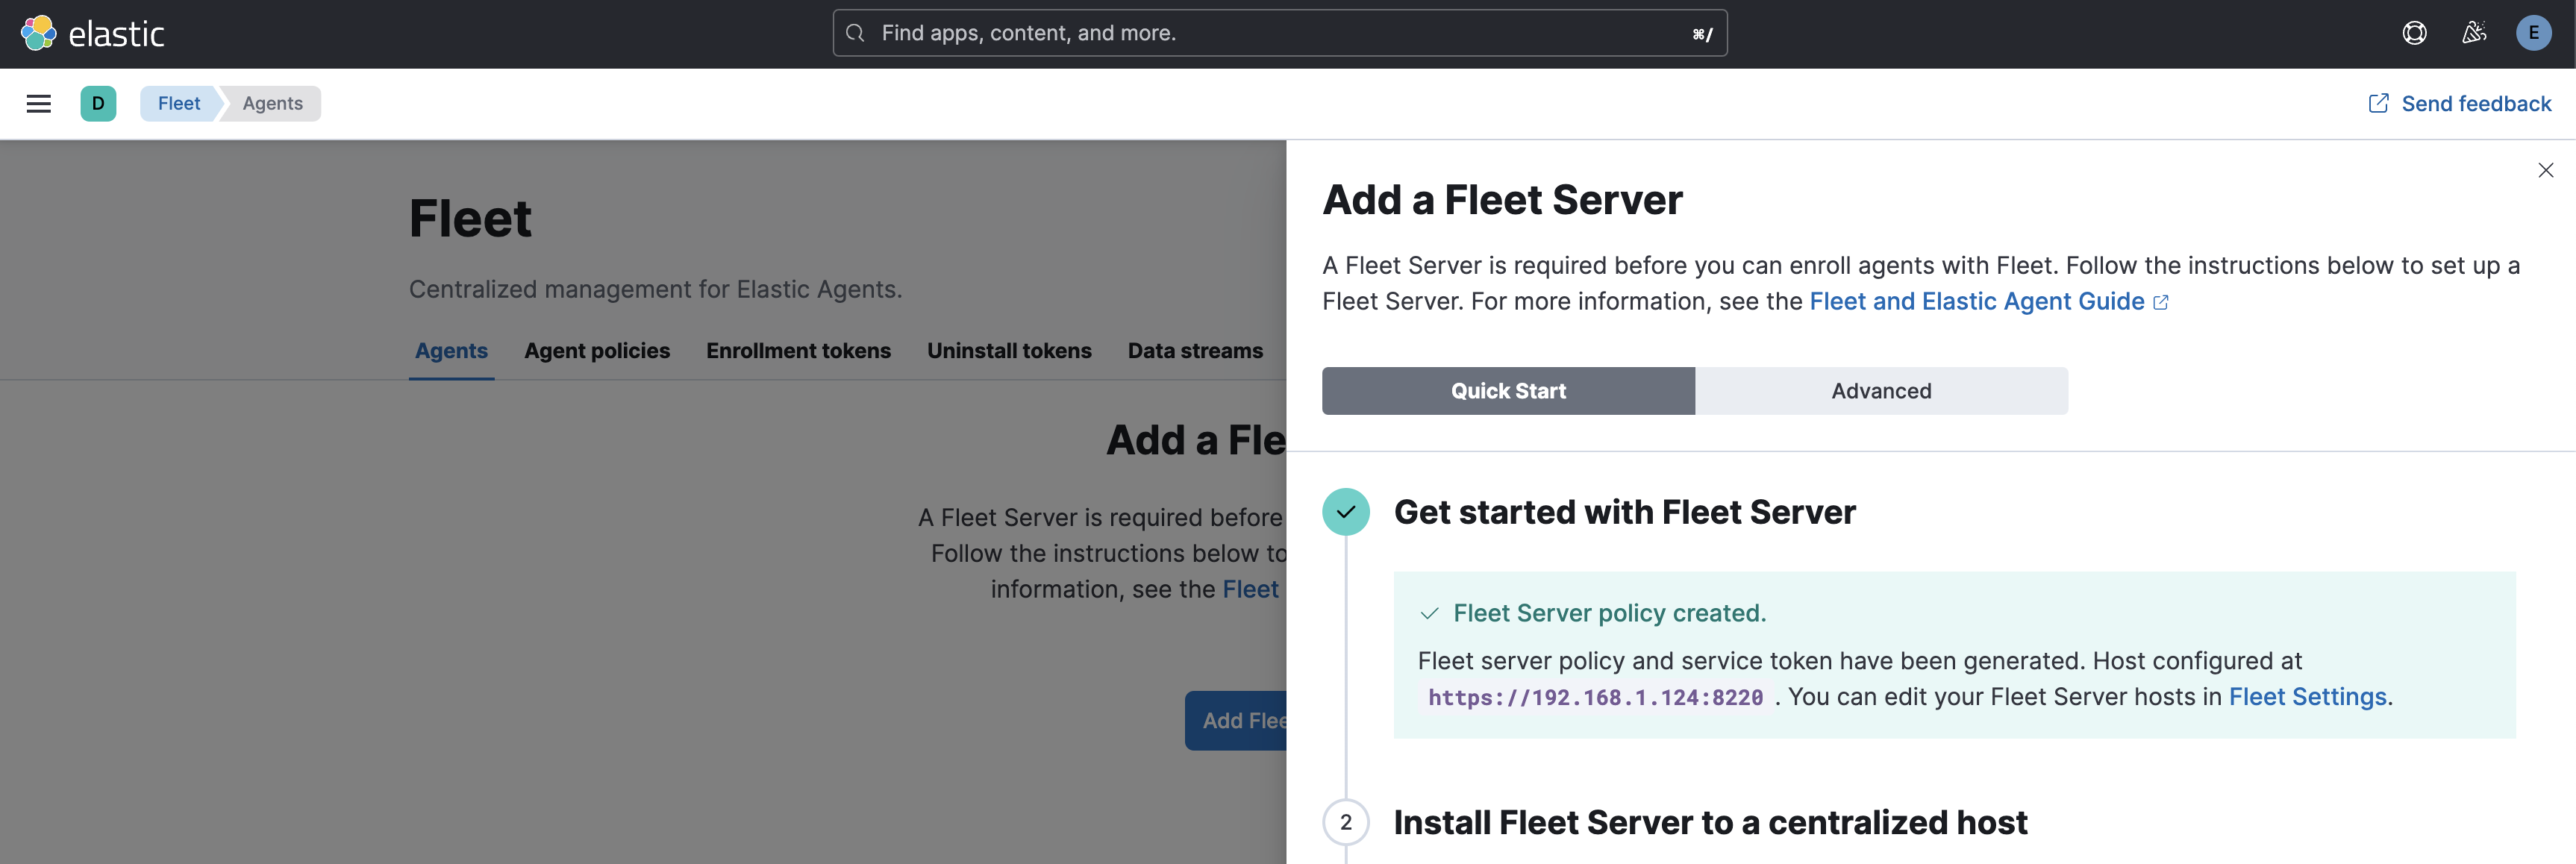 elastic
Find apps, content, and more.
⌘/
E
D
Fleet
Agents
Send feedback
Fleet
Centralized management for Elastic Agents.
Agents
Agent policies
Enrollment tokens
Uninstall tokens
Data streams
Add a Fle
A Fleet Server is required before
Follow the instructions below to
information, see the Fleet
Add Flee
Add a Fleet Server
A Fleet Server is required before you can enroll agents with Fleet. Follow the instructions below to set up a
Fleet Server. For more information, see the Fleet and Elastic Agent Guide
Quick Start
Advanced
Get started with Fleet Server
Fleet Server policy created.
Fleet server policy and service token have been generated. Host configured at
https://192.168.1.124:8220 . You can edit your Fleet Server hosts in Fleet Settings.
2
Install Fleet Server to a centralized host